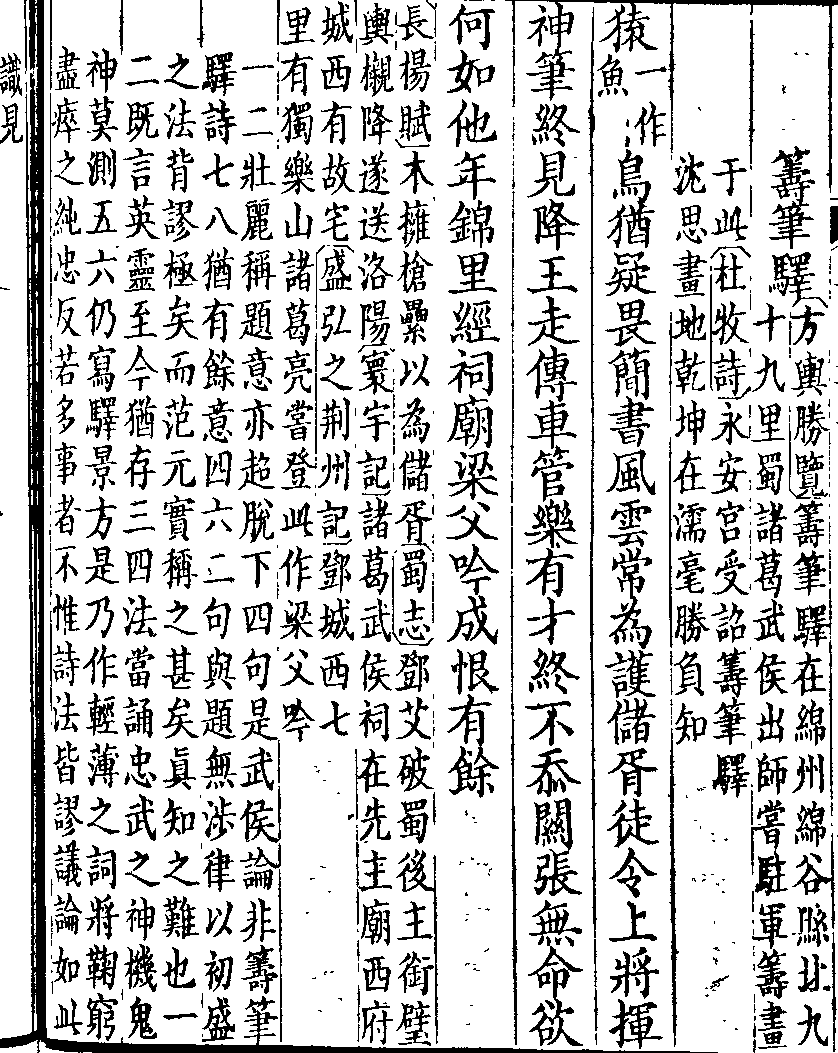 籌筆驛方輿勝覽籌筆驛在綿州綿谷縣北九
十九里蜀諸葛武侯出師嘗駐軍籌畫
于此杜牧詩永安宮受詔籌筆驛
沈思畫地乾坤在濡毫勝負知
猿一作魚鳥猶疑畏簡書風雲常為護儲胥徒令上將揮
神筆終見降王走傳車管樂有才終不忝關張無命欲
何如他年錦里經祠廟梁父吟成恨有餘
長楊賦木擁槍纍以為儲胥蜀志鄧艾破蜀後主銜璧
輿櫬降遂送洛陽寰宇記諸葛武侯祠在先主廟西府
城西有故宅盛弘之荆州記鄧城西七
里有獨樂山諸葛亮嘗登此作梁父吟
一二壯麗稱題意亦超脫下四句是武侯論非籌筆
驛詩七八猶有餘意四六二句與題無涉律以初盛
之法背謬極矣而范元實稱之甚矣真知之難也一
二既言英靈至今猶存三四法當誦忠武之神機鬼
神莫測五六仍寫驛景方是乃作輕薄之詞將鞠窮
盡瘁之純忠反若多事者不惟詩法皆謬議論如此
識見